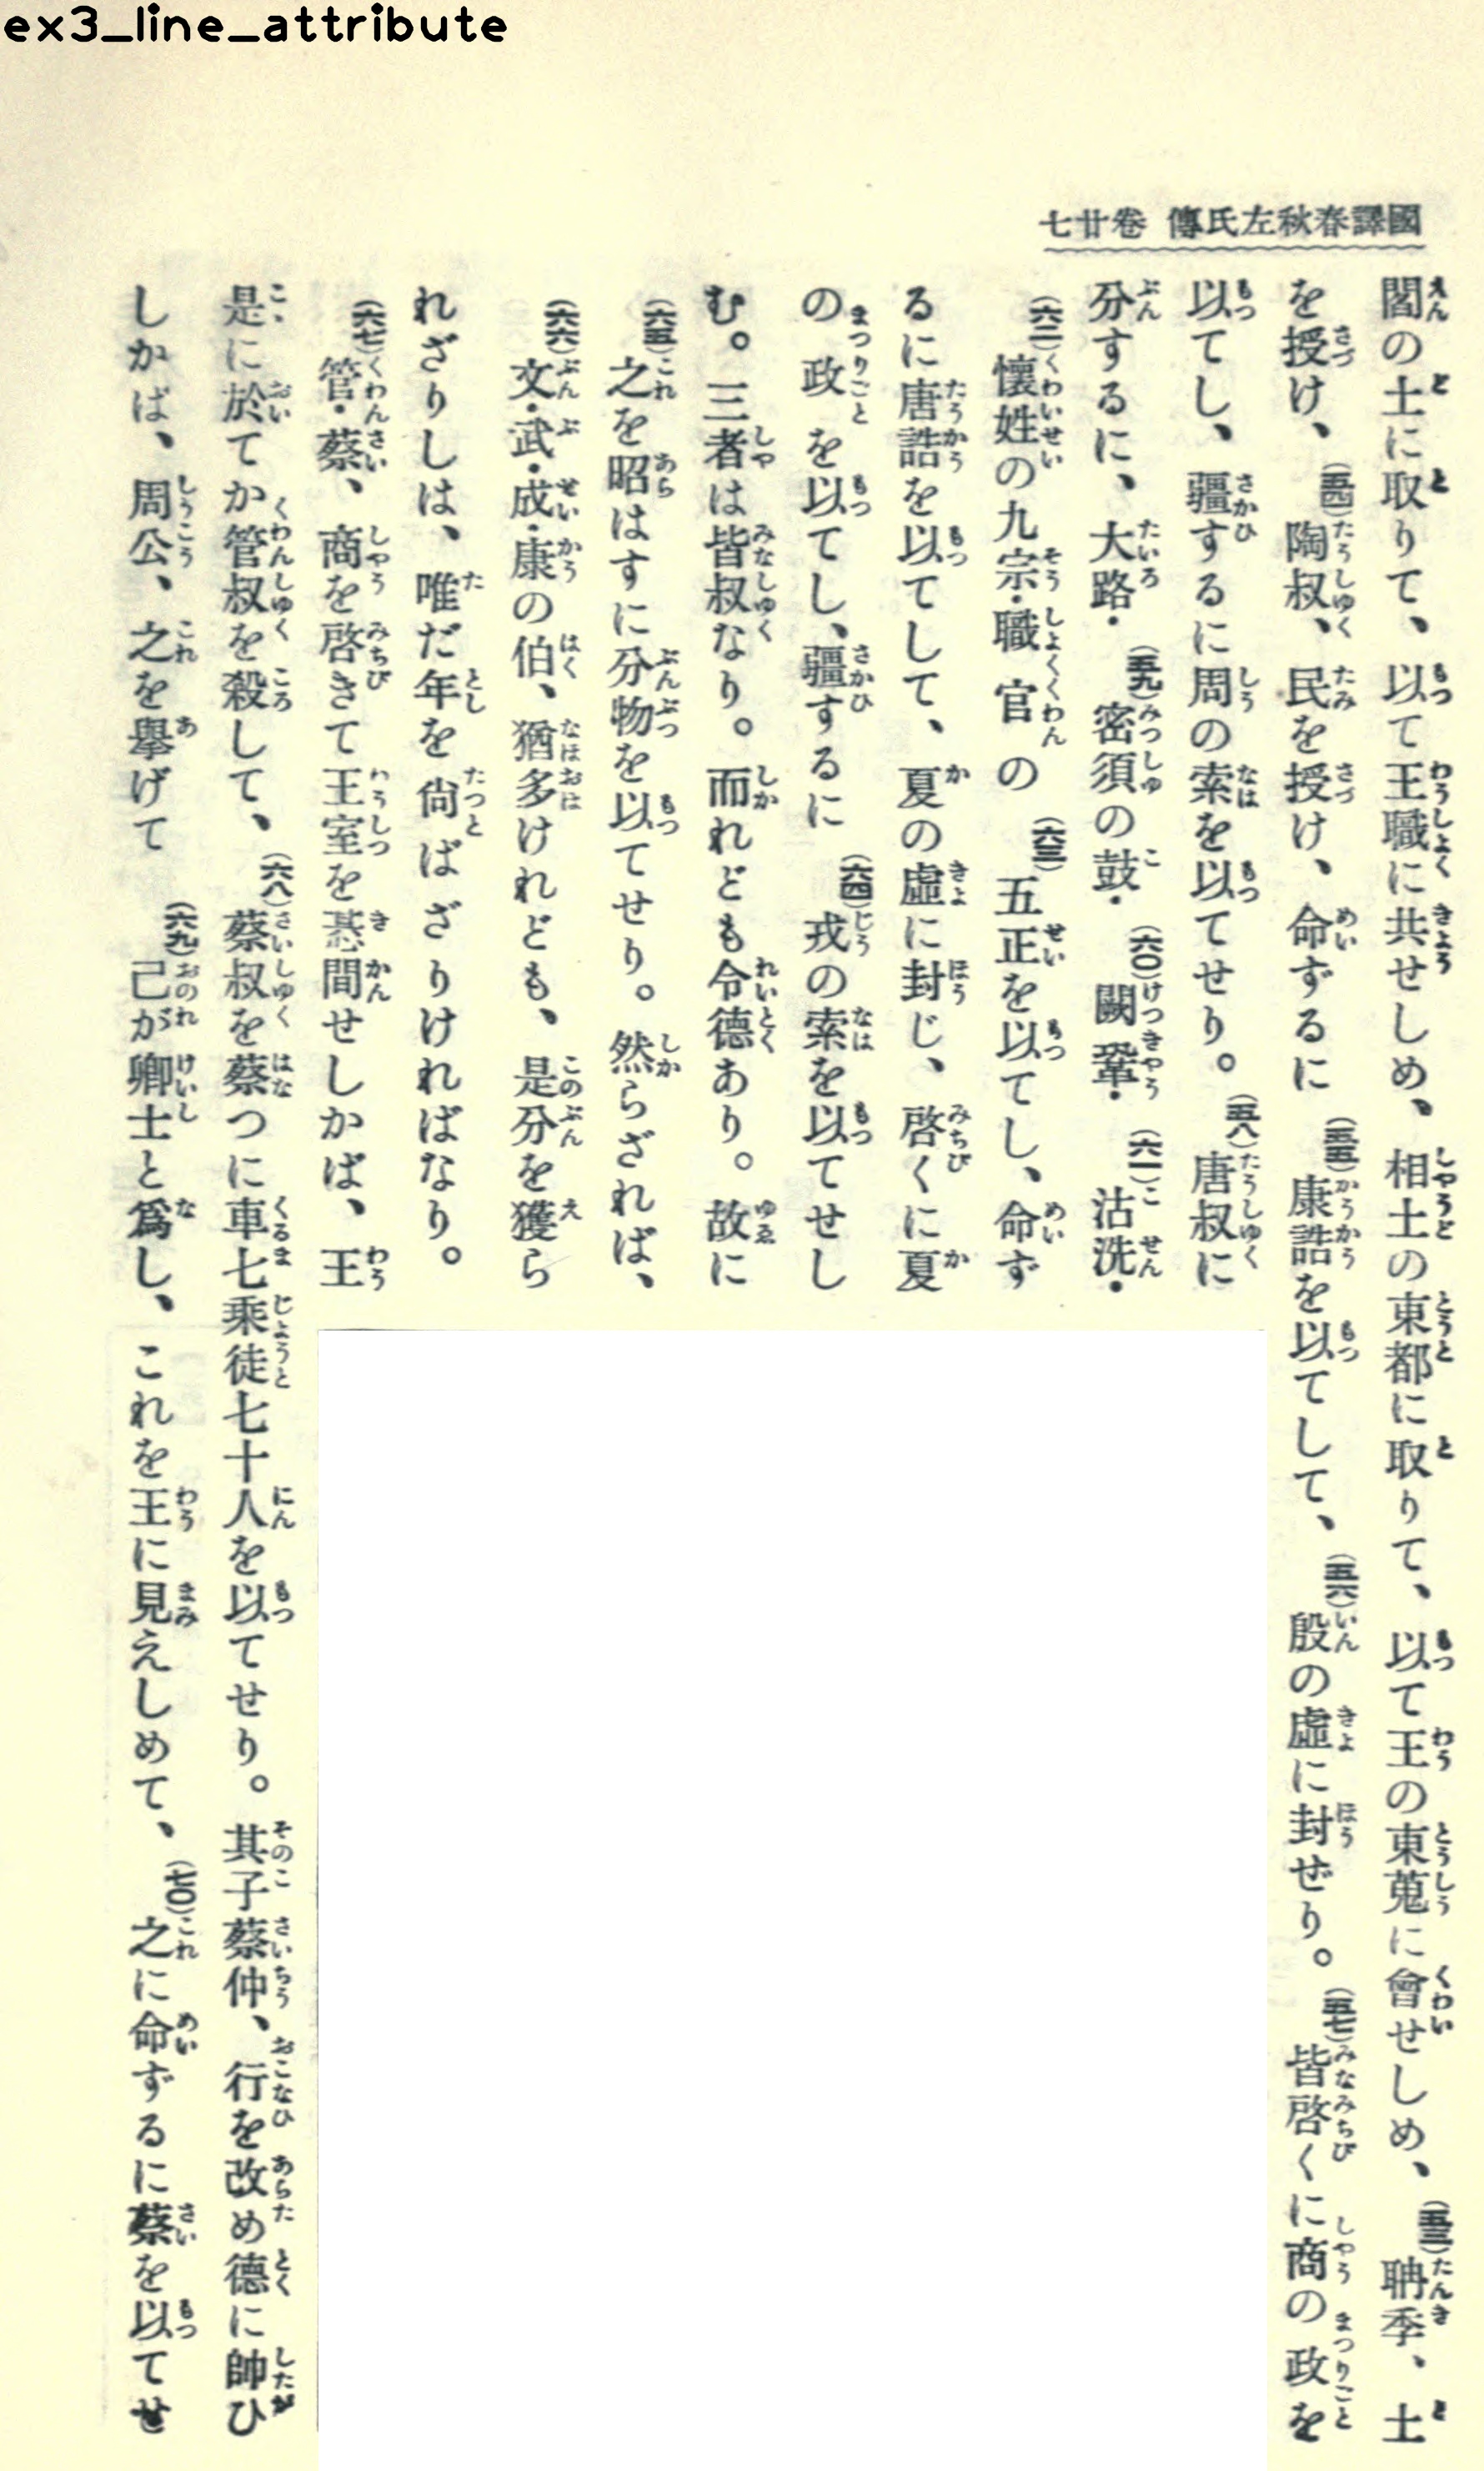 ex3_line_attribute
國譯春秋左氏傳 卷廿七
閻の土に取りて、以て王職に共せしめ、相土の東都に取りて、以て王の東蒐に會せしめ、(五三)聃季、土
を授け、(五四)陶叔、民を授け、命ずるに(五五)康誥を以てして、(五六)殷の虛に封ぜり。(五七)皆啓くに商の政を
以てし、疆するに周の索を以てせり。(五八)唐叔に
分するに、大路・(五九)密須の鼓・(六〇)闕鞏・(六一)沽洗・
(六二)懷姓の九宗・職官の(六三)五正を以てし、命ず
るに唐誥を以てして、夏の虛に封じ、啓くに夏
の政を以てし、疆するに(六四)戎の索を以てせし
む。三者は皆叔なり。而れども令德あり。故に
(六五)之を昭はすに分物を以てせり。然らざれば、
(六六)文・武・成・康の伯、猶多けれども、是分を獲ら
れざりしは、唯だ年を尙ばざりければなり。
(六七)管・蔡、商を啓きて王室を惎間せしかば、王
是に於てか管叔を殺して、(六八)蔡叔を蔡つに車七乘徒七十人を以てせり。其子蔡仲、行を改め德に帥ひ
しかば、周公、之を擧げて(六九)己が卿士と爲し、これを王に見えしめて、(七〇)之に命ずるに蔡を以てせ